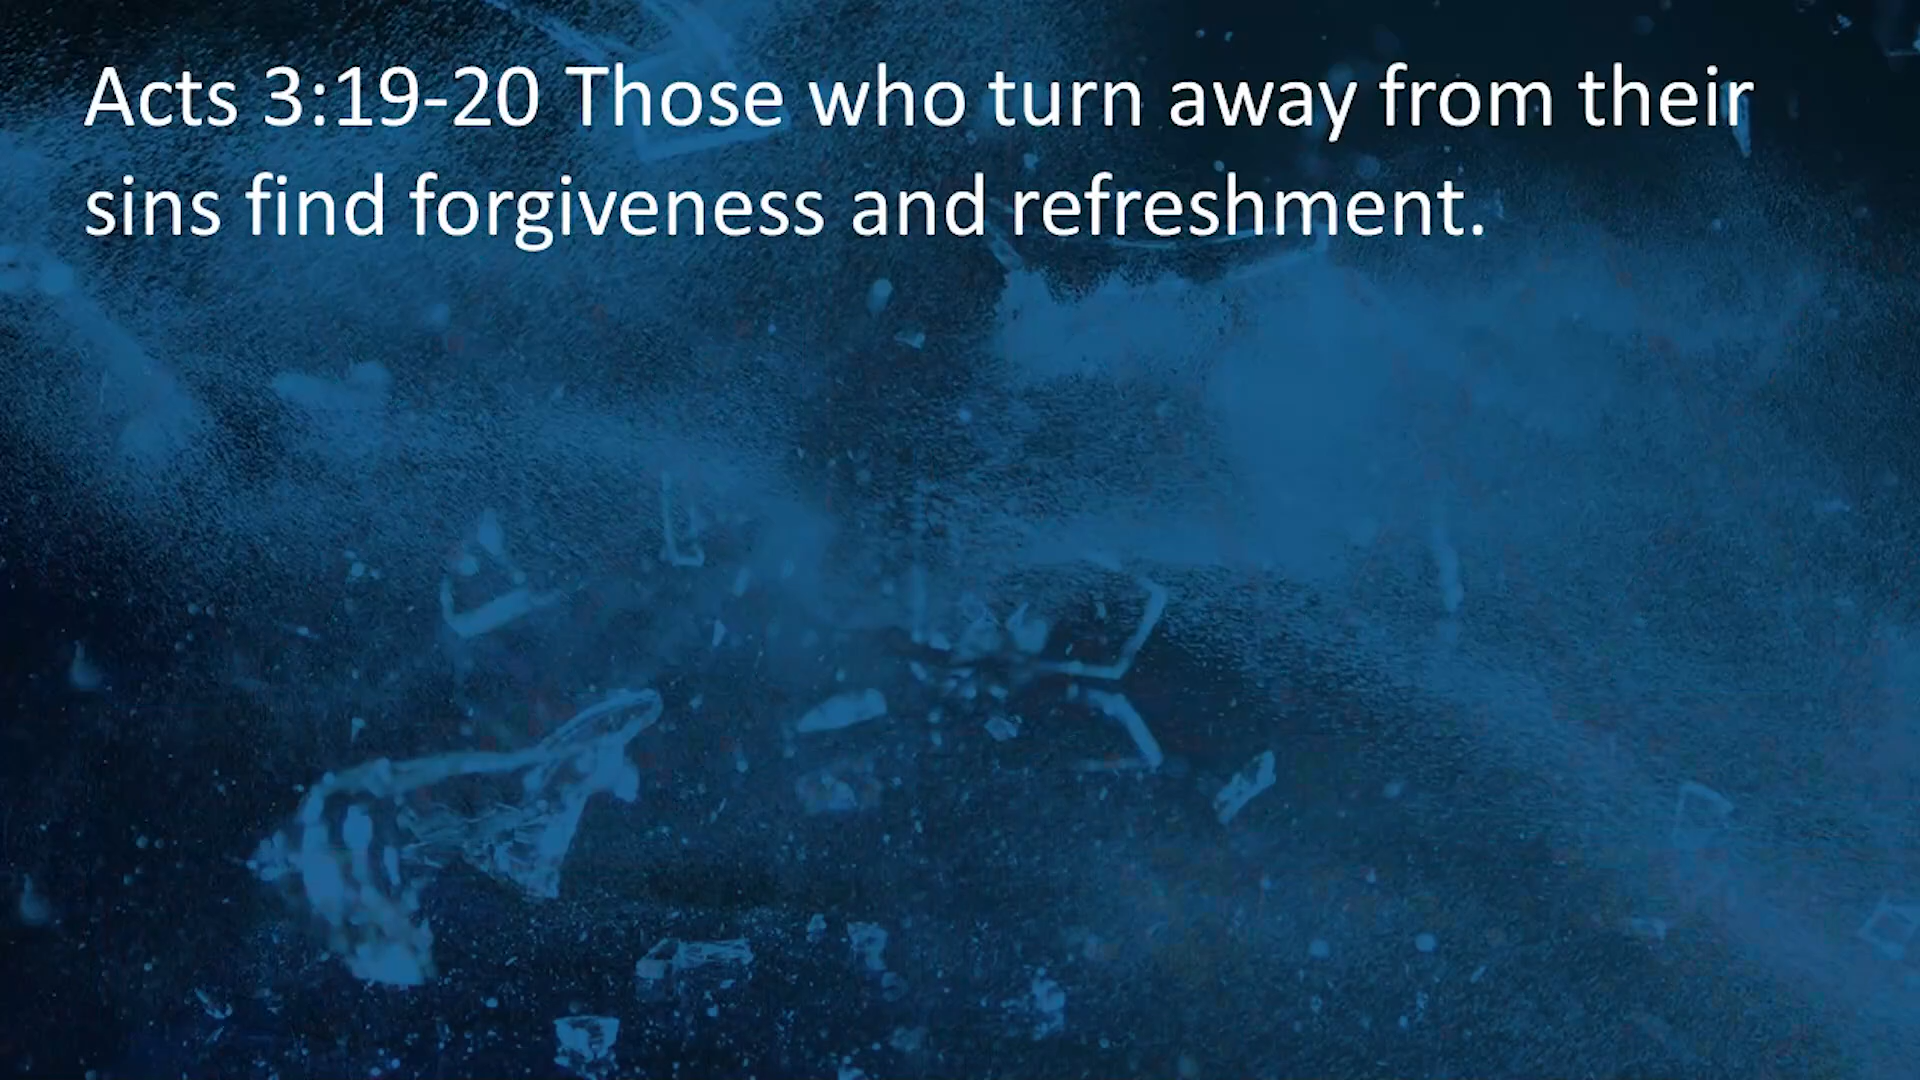 Acts 3:19-20 Those who turn away from their
sins find forgiveness and refreshment.